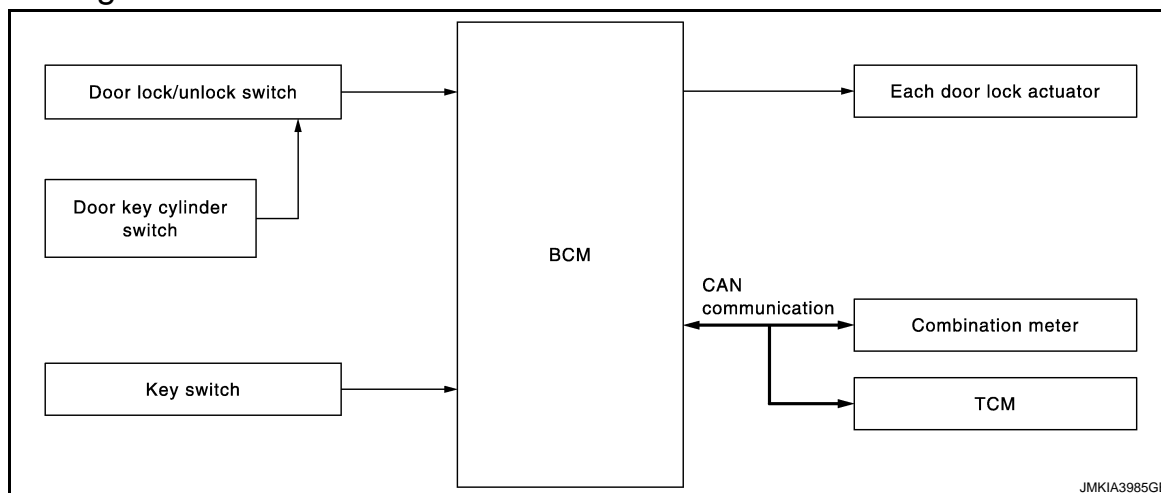 Door lock/unlock switch
Each door lock actuator
Door key cylinder
switch
BCM
CAN
communication
Combination meter
Key switch
TCM